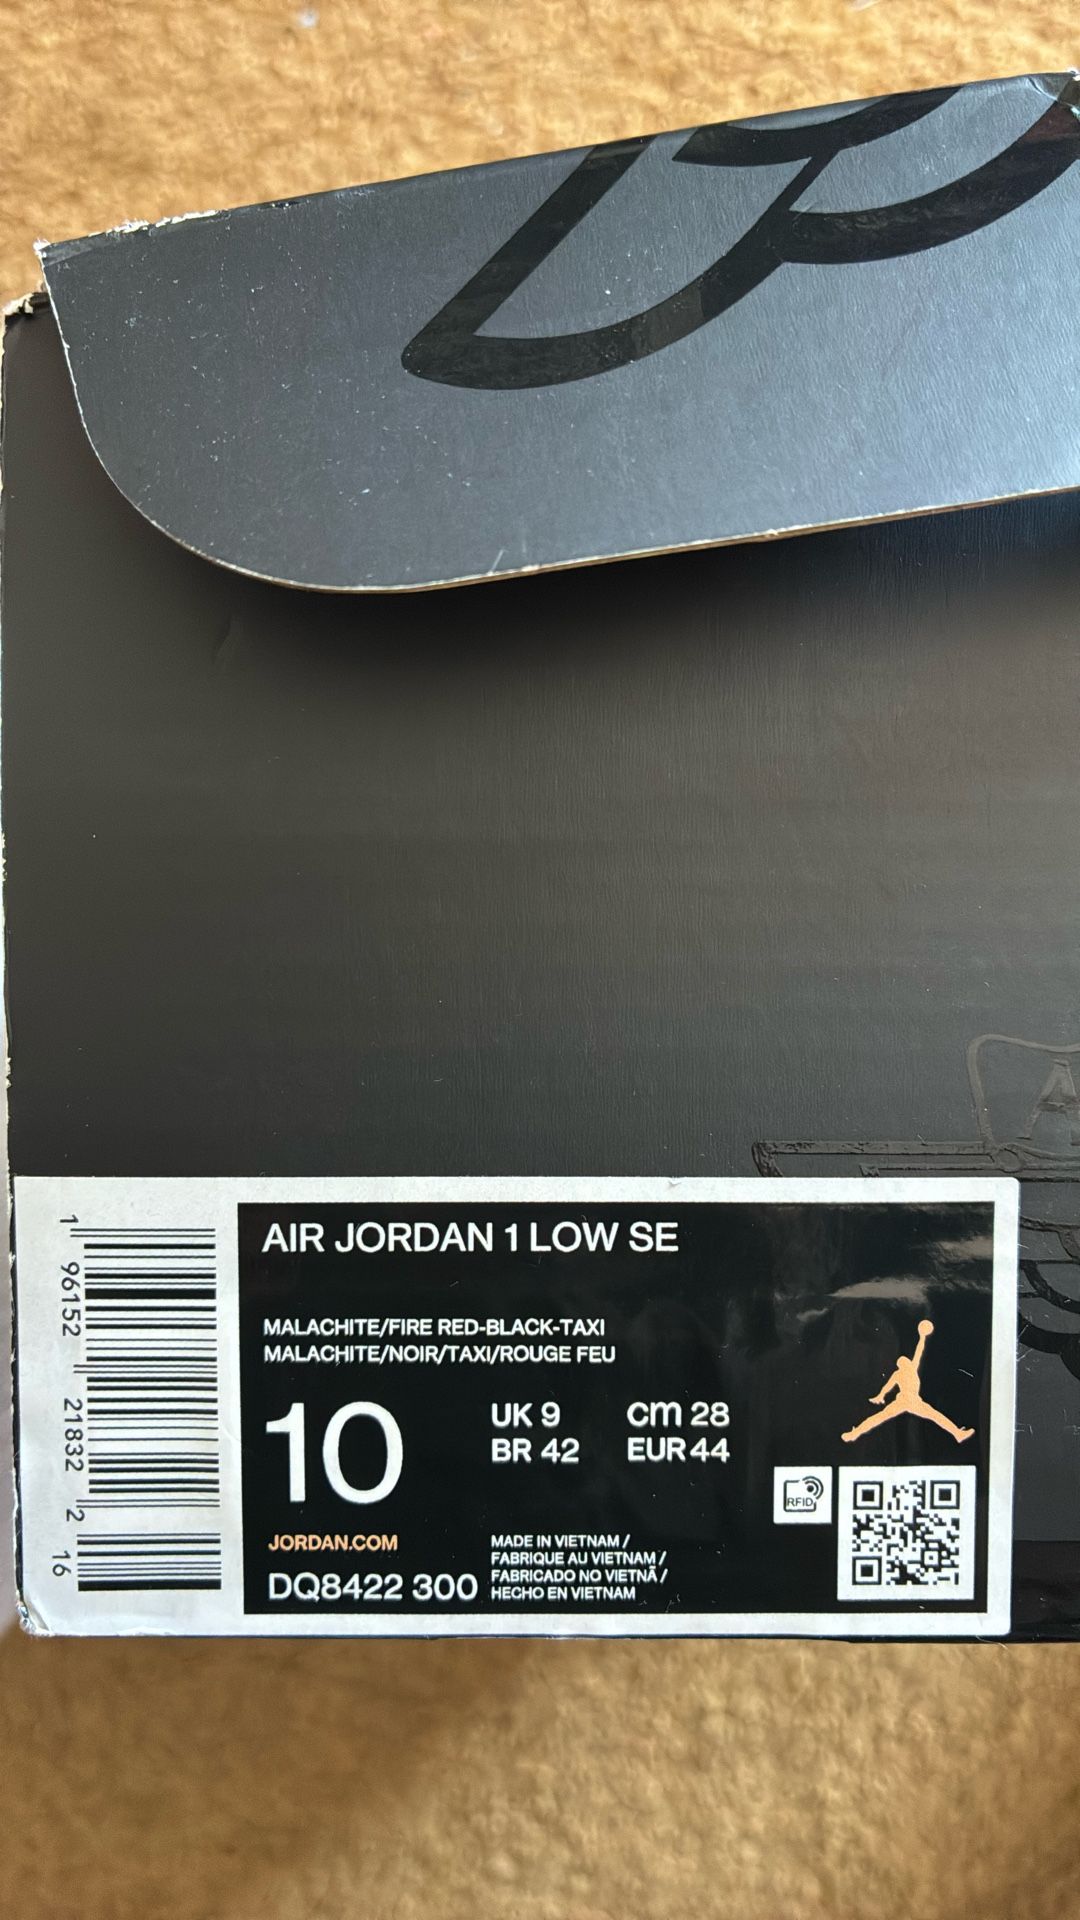 AIR JORDAN 1 LOW SE
MALACHITE/FIRE RED-BLACK-TAXI
MALACHITE/NOIR/TAXI/ROUGE FEU
10
UK 9
CM 28
BR 42
EUR 44
RFID
JORDAN.COM
DQ8422 300
MADE IN VIETNAM /
FABRIQUE AU VIETNAM /
FABRICADO NO VIETNÃ /
HECHO EN VIETNAM
1 96152 21832 2 16